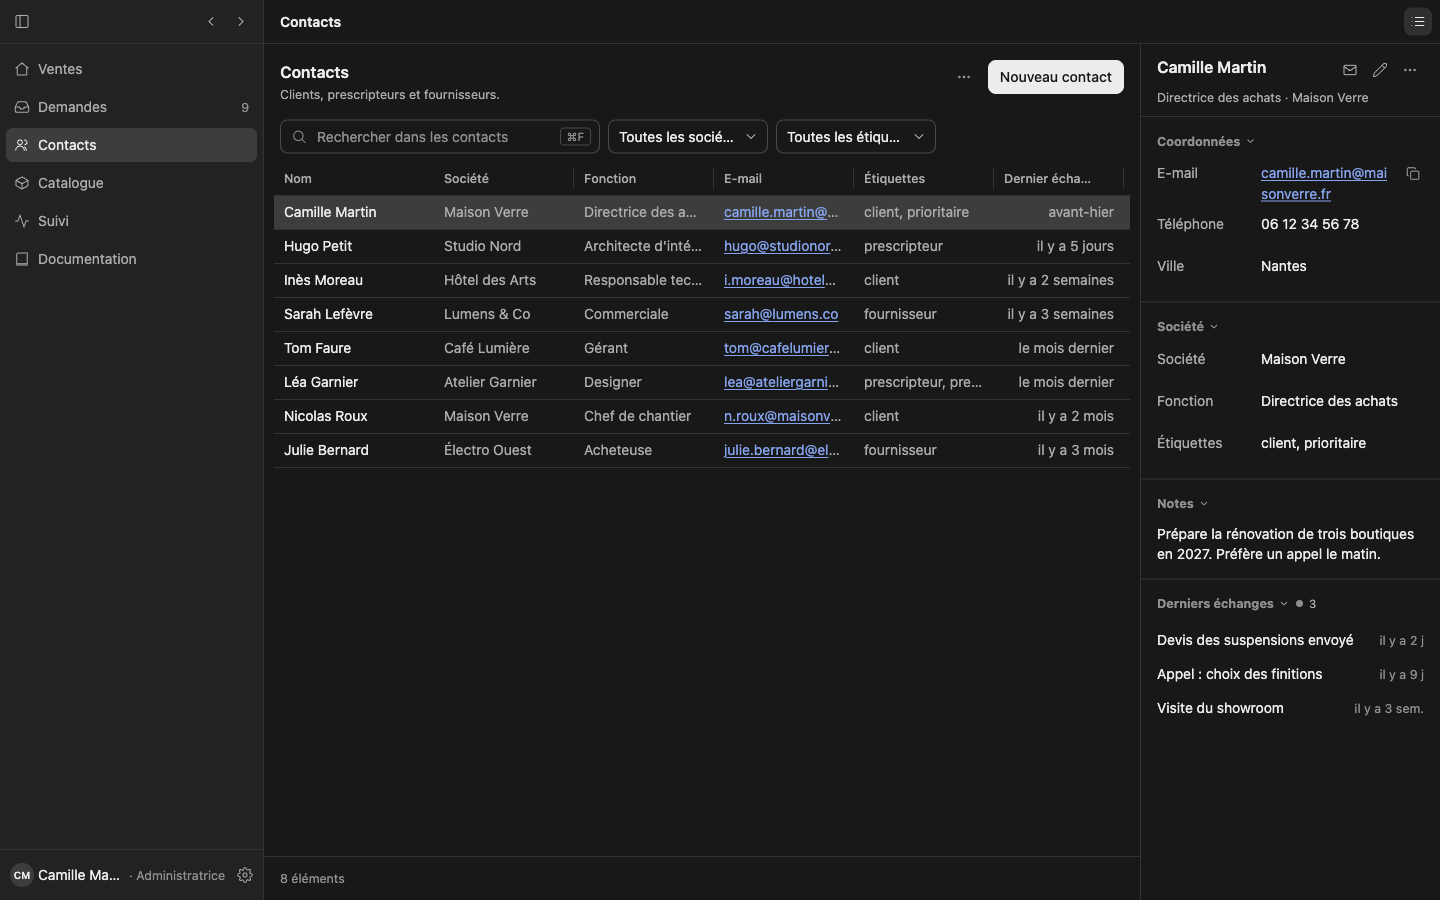 Contacts
Ventes
Demandes 9
Contacts
Catalogue
Suivi
Documentation
CM Camille Ma... · Administratrice
Contacts
Clients, prescripteurs et fournisseurs.
... Nouveau contact
Rechercher dans les contacts ⌘F Toutes les socié... Toutes les étiqu...
Nom Société Fonction E-mail Étiquettes Dernier écha...
Camille Martin Maison Verre Directrice des a... camille.martin@... client, prioritaire avant-hier
Hugo Petit Studio Nord Architecte d'inté... hugo@studionor... prescripteur il y a 5 jours
Inès Moreau Hôtel des Arts Responsable tec... i.moreau@hotel... client il y a 2 semaines
Sarah Lefèvre Lumens & Co Commerciale sarah@lumens.co fournisseur il y a 3 semaines
Tom Faure Café Lumière Gérant tom@cafelumier... client le mois dernier
Léa Garnier Atelier Garnier Designer lea@ateliergarni... prescripteur, pre... le mois dernier
Nicolas Roux Maison Verre Chef de chantier n.roux@maisonv... client il y a 2 mois
Julie Bernard Électro Ouest Acheteuse julie.bernard@el... fournisseur il y a 3 mois
8 éléments
Camille Martin
Directrice des achats · Maison Verre
Coordonnées
E-mail camille.martin@mai
sonverre.fr
Téléphone 06 12 34 56 78
Ville Nantes
Société
Société Maison Verre
Fonction Directrice des achats
Étiquettes client, prioritaire
Notes
Prépare la rénovation de trois boutiques
en 2027. Préfère un appel le matin.
Derniers échanges 3
Devis des suspensions envoyé il y a 2 j
Appel : choix des finitions il y a 9 j
Visite du showroom il y a 3 sem.